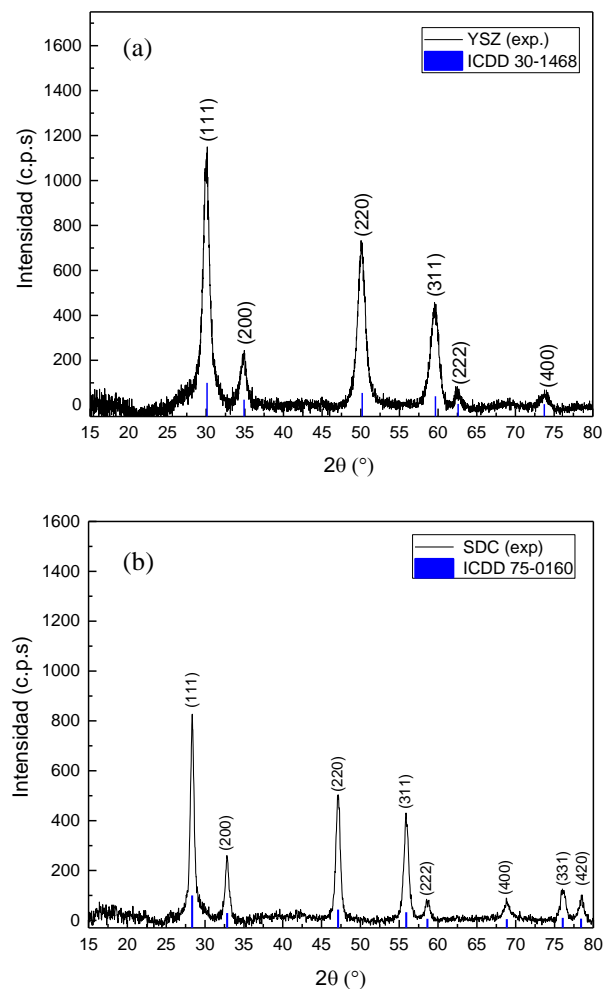 (a)
YSZ (exp.)
ICDD 30-1468
Intensidad (c.p.s)
1600
1400
1200
1000
800
600
400
200
0
(111)
(200)
(220)
(311)
(222)
(400)
15 20 25 30 35 40 45 50 55 60 65 70 75 80
2θ (°)
(b)
SDC (exp)
ICDD 75-0160
Intensidad (c.p.s)
1600
1400
1200
1000
800
600
400
200
0
(111)
(200)
(220)
(311)
(222)
(400)
(331)
(420)
15 20 25 30 35 40 45 50 55 60 65 70 75 80
2θ (°)